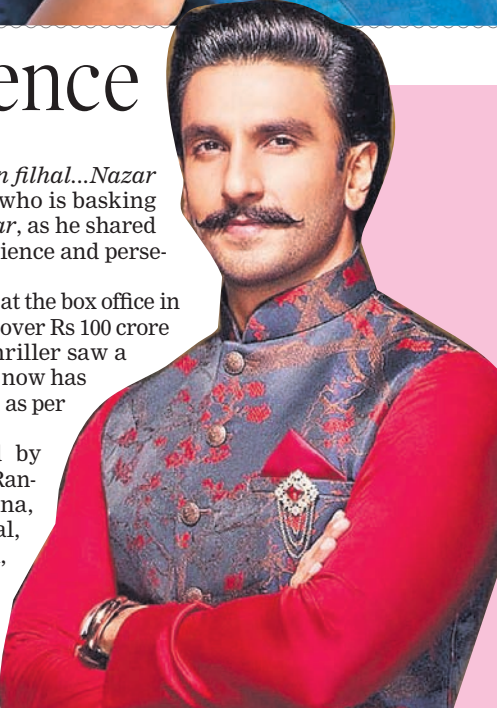 ence
n filhal...Nazar
who is basking
ar, as he shared
ience and perse-
at the box office in
over Rs 100 crore
hriller saw a
now has
as per
l by
Ran-
na,
al,
,